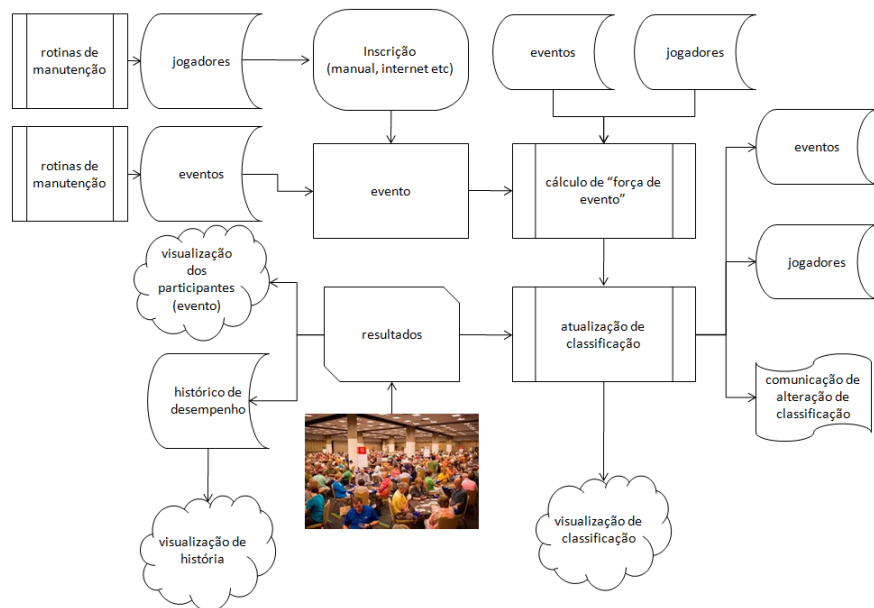 rotinas de
manutenção
jogadores
Inscrição
(manual, internet etc)
eventos
jogadores
rotinas de
manutenção
eventos
evento
cálculo de “força de
evento”
eventos
visualização
dos
participantes
(evento)
resultados
atualização de
classificação
jogadores
histórico de
desempenho
comunicação de
alteração de
classificação
visualização de
história
visualização de
classificação